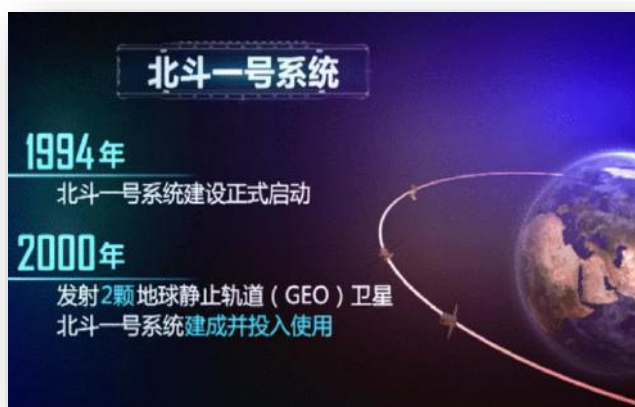 北斗一号系统
1994年
北斗一号系统建设正式启动
2000年
发射2颗地球静止轨道（GEO）卫星
北斗一号系统建成并投入使用